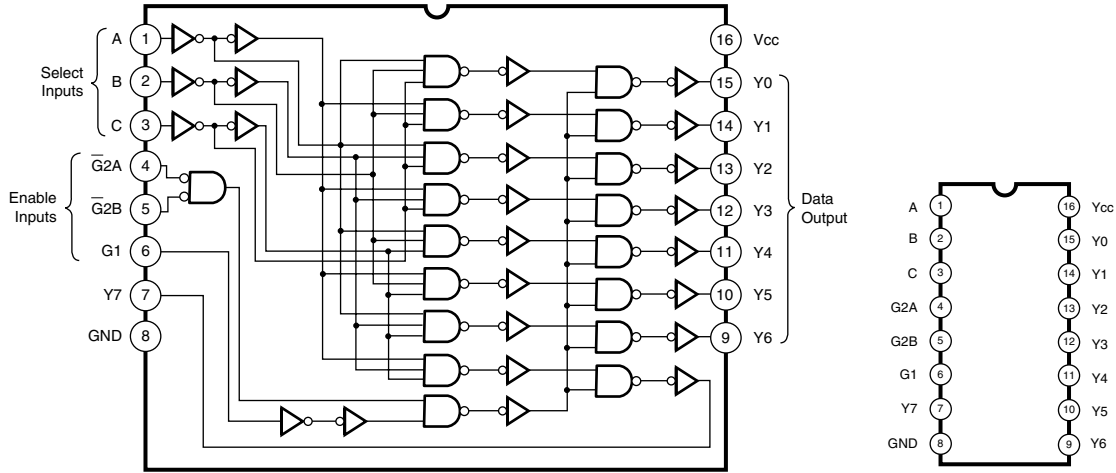 Select
Inputs
A 1
B 2
C 3
Enable
Inputs
G̅2A 4
G̅2B 5
G1 6
Y7 7
GND 8
16 Vcc
15 Y0
14 Y1
13 Y2
12 Y3
11 Y4
10 Y5
9 Y6
Data
Output
A 1
B 2
C 3
G2A 4
G2B 5
G1 6
Y7 7
GND 8
16 Ycc
15 Y0
14 Y1
13 Y2
12 Y3
11 Y4
10 Y5
9 Y6